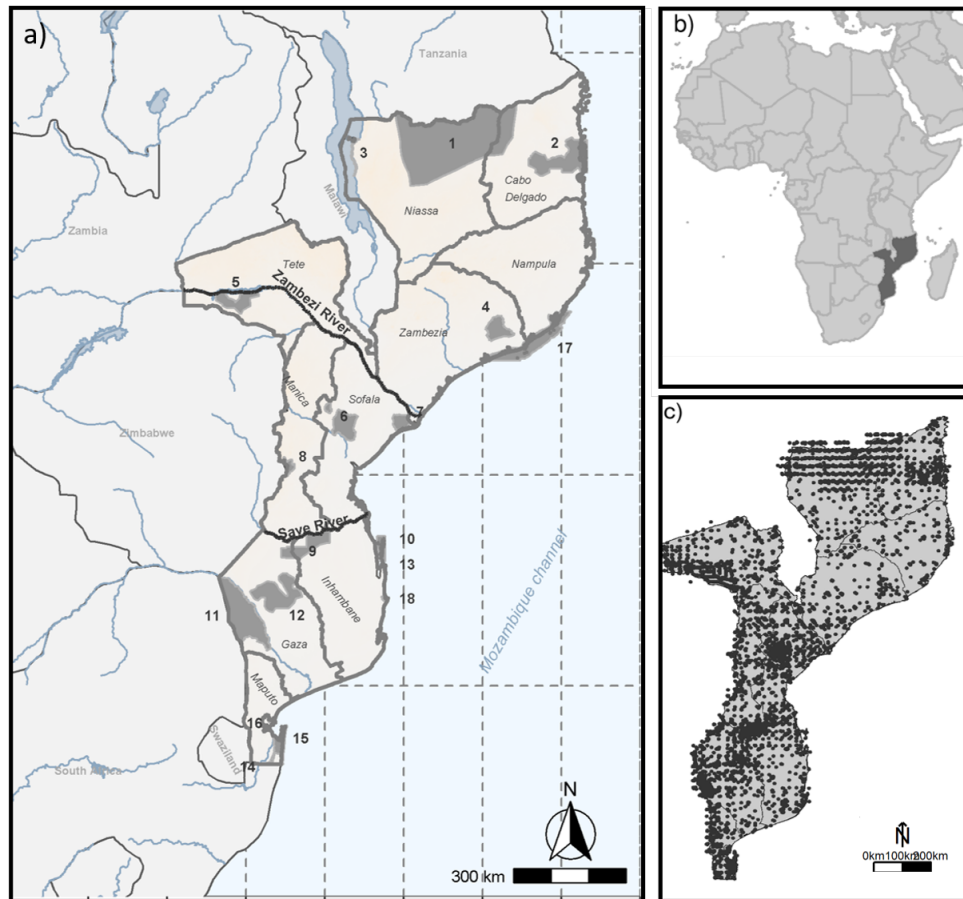 a)
Tanzania
1
2
3
Cabo
Delgado
Niassa
Malawi
Zambia
Nampula
Tete
5
Zambezi River
4
Zambezia
17
Manica
Sofala
6
7
Zimbabwe
8
Save River
10
9
13
Inhambane
18
11
12
Gaza
Mozambique channel
Maputo
16
15
Swaziland
14
South Africa
N
300 km
b)
c)
N
0km100km200km